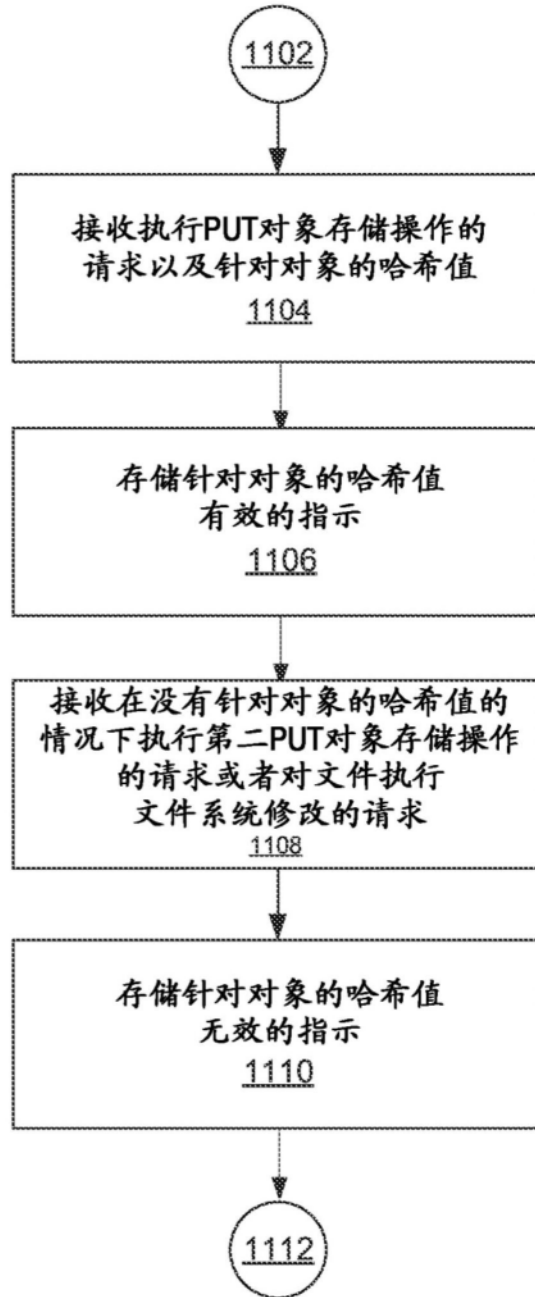 1102
接收执行PUT对象存储操作的
请求以及针对对象的哈希值
1104
存储针对对象的哈希值
有效的指示
1106
接收在没有针对对象的哈希值的
情况下执行第二PUT对象存储操作
的请求或者对文件执行
文件系统修改的请求
1108
存储针对对象的哈希值
无效的指示
1110
1112